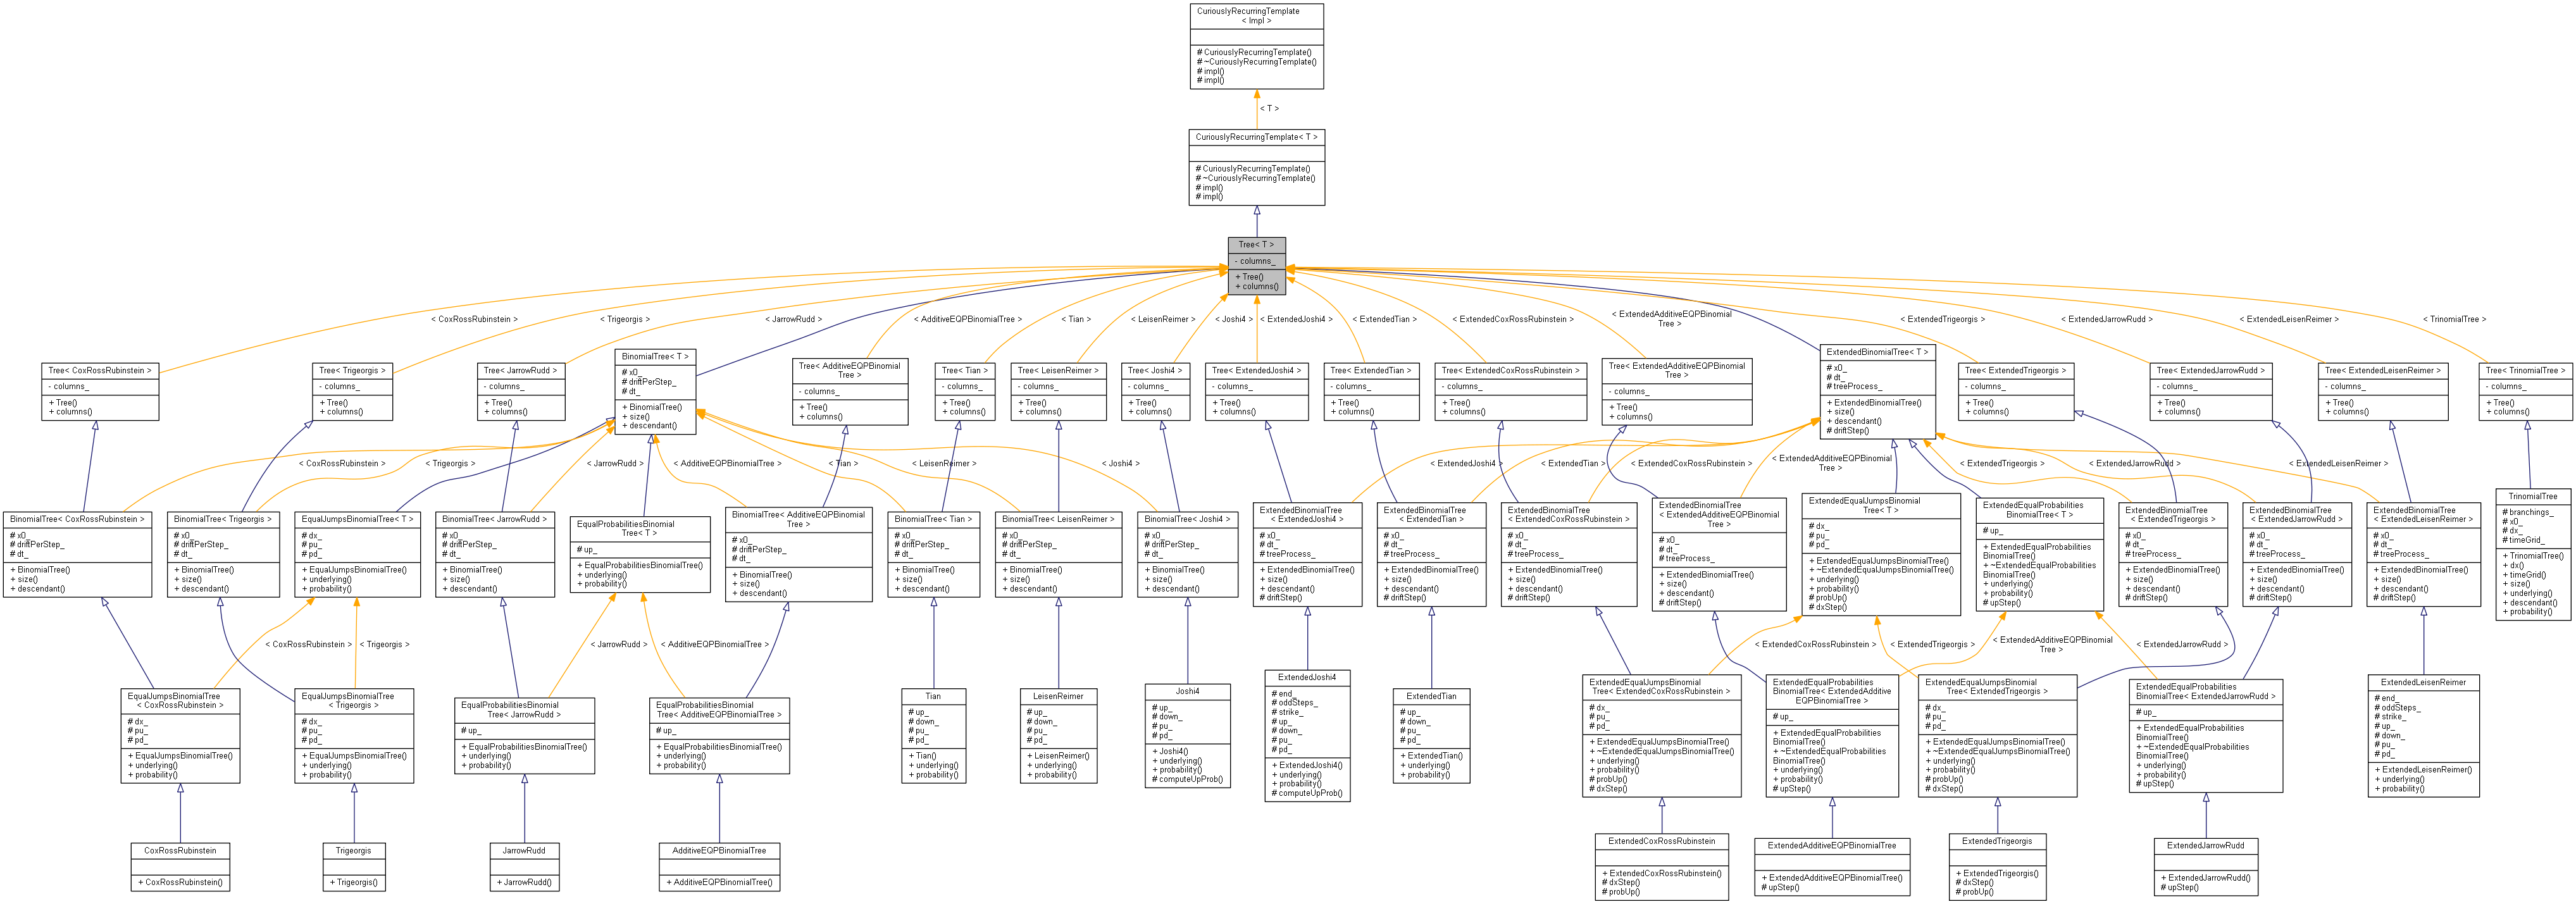 CuriouslyRecurringTemplate
< Impl >
# CuriouslyRecurringTemplate()
# ~CuriouslyRecurringTemplate()
# impl()
# impl()
< T >
CuriouslyRecurringTemplate< T >
# CuriouslyRecurringTemplate()
# ~CuriouslyRecurringTemplate()
# impl()
# impl()
Tree< T >
- columns_
+ Tree()
+ columns()
< CoxRossRubinstein >
< Trigeorgis >
< JarrowRudd >
< AdditiveEQPBinomialTree >
< Tian >
< LeisenReimer >
< Joshi4 >
< ExtendedJoshi4 >
< ExtendedTian >
< ExtendedCoxRossRubinstein >
< ExtendedAdditiveEQPBinomial
Tree >
< ExtendedTrigeorgis >
< ExtendedJarrowRudd >
< ExtendedLeisenReimer >
< TrinomialTree >
Tree< CoxRossRubinstein >
- columns_
+ Tree()
+ columns()
Tree< Trigeorgis >
- columns_
+ Tree()
+ columns()
Tree< JarrowRudd >
- columns_
+ Tree()
+ columns()
BinomialTree< T >
# x0_
# driftPerStep_
# dt_
+ BinomialTree()
+ size()
+ descendant()
Tree< AdditiveEQPBinomial
Tree >
- columns_
+ Tree()
+ columns()
Tree< Tian >
- columns_
+ Tree()
+ columns()
Tree< LeisenReimer >
- columns_
+ Tree()
+ columns()
Tree< Joshi4 >
- columns_
+ Tree()
+ columns()
Tree< ExtendedJoshi4 >
- columns_
+ Tree()
+ columns()
Tree< ExtendedTian >
- columns_
+ Tree()
+ columns()
Tree< ExtendedCoxRossRubinstein >
- columns_
+ Tree()
+ columns()
Tree< ExtendedAdditiveEQPBinomial
Tree >
- columns_
+ Tree()
+ columns()
ExtendedBinomialTree< T >
# x0_
# dt_
# treeProcess_
+ ExtendedBinomialTree()
+ size()
+ descendant()
# driftStep()
Tree< ExtendedTrigeorgis >
- columns_
+ Tree()
+ columns()
Tree< ExtendedJarrowRudd >
- columns_
+ Tree()
+ columns()
Tree< ExtendedLeisenReimer >
- columns_
+ Tree()
+ columns()
Tree< TrinomialTree >
- columns_
+ Tree()
+ columns()
< CoxRossRubinstein >
< Trigeorgis >
< JarrowRudd >
< AdditiveEQPBinomialTree >
< Tian >
< LeisenReimer >
< Joshi4 >
< ExtendedJoshi4 >
< ExtendedTian >
< ExtendedCoxRossRubinstein >
< ExtendedAdditiveEQPBinomial
Tree >
< ExtendedTrigeorgis >
< ExtendedJarrowRudd >
< ExtendedLeisenReimer >
BinomialTree< CoxRossRubinstein >
# x0_
# driftPerStep_
# dt_
+ BinomialTree()
+ size()
+ descendant()
BinomialTree< Trigeorgis >
# x0_
# driftPerStep_
# dt_
+ BinomialTree()
+ size()
+ descendant()
EqualJumpsBinomialTree< T >
# dx_
# pu_
# pd_
+ EqualJumpsBinomialTree()
+ underlying()
+ probability()
BinomialTree< JarrowRudd >
# x0_
# driftPerStep_
# dt_
+ BinomialTree()
+ size()
+ descendant()
EqualProbabilitiesBinomial
Tree< T >
# up_
+ EqualProbabilitiesBinomialTree()
+ underlying()
+ probability()
BinomialTree< AdditiveEQPBinomial
Tree >
# x0_
# driftPerStep_
# dt_
+ BinomialTree()
+ size()
+ descendant()
BinomialTree< Tian >
# x0_
# driftPerStep_
# dt_
+ BinomialTree()
+ size()
+ descendant()
BinomialTree< LeisenReimer >
# x0_
# driftPerStep_
# dt_
+ BinomialTree()
+ size()
+ descendant()
BinomialTree< Joshi4 >
# x0_
# driftPerStep_
# dt_
+ BinomialTree()
+ size()
+ descendant()
ExtendedBinomialTree
< ExtendedJoshi4 >
# x0_
# dt_
# treeProcess_
+ ExtendedBinomialTree()
+ size()
+ descendant()
# driftStep()
ExtendedBinomialTree
< ExtendedTian >
# x0_
# dt_
# treeProcess_
+ ExtendedBinomialTree()
+ size()
+ descendant()
# driftStep()
ExtendedBinomialTree
< ExtendedCoxRossRubinstein >
# x0_
# dt_
# treeProcess_
+ ExtendedBinomialTree()
+ size()
+ descendant()
# driftStep()
ExtendedBinomialTree
< ExtendedAdditiveEQPBinomial
Tree >
# x0_
# dt_
# treeProcess_
+ ExtendedBinomialTree()
+ size()
+ descendant()
# driftStep()
ExtendedEqualJumpsBinomial
Tree< T >
# dx_
# pu_
# pd_
+ ExtendedEqualJumpsBinomialTree()
+ ~ExtendedEqualJumpsBinomialTree()
+ underlying()
+ probability()
# probUp()
# dxStep()
ExtendedEqualProbabilities
BinomialTree< T >
# up_
+ ExtendedEqualProbabilities
BinomialTree()
+ ~ExtendedEqualProbabilities
BinomialTree()
+ underlying()
+ probability()
# upStep()
ExtendedBinomialTree
< ExtendedTrigeorgis >
# x0_
# dt_
# treeProcess_
+ ExtendedBinomialTree()
+ size()
+ descendant()
# driftStep()
ExtendedBinomialTree
< ExtendedJarrowRudd >
# x0_
# dt_
# treeProcess_
+ ExtendedBinomialTree()
+ size()
+ descendant()
# driftStep()
ExtendedBinomialTree
< ExtendedLeisenReimer >
# x0_
# dt_
# treeProcess_
+ ExtendedBinomialTree()
+ size()
+ descendant()
# driftStep()
TrinomialTree
# branchings_
# x0_
# dx_
# timeGrid_
+ TrinomialTree()
+ dx()
+ timeGrid()
+ size()
+ underlying()
+ descendant()
+ probability()
< CoxRossRubinstein >
< Trigeorgis >
< JarrowRudd >
< AdditiveEQPBinomialTree >
< ExtendedCoxRossRubinstein >
< ExtendedTrigeorgis >
< ExtendedAdditiveEQPBinomial
Tree >
< ExtendedJarrowRudd >
EqualJumpsBinomialTree
< CoxRossRubinstein >
# dx_
# pu_
# pd_
+ EqualJumpsBinomialTree()
+ underlying()
+ probability()
EqualJumpsBinomialTree
< Trigeorgis >
# dx_
# pu_
# pd_
+ EqualJumpsBinomialTree()
+ underlying()
+ probability()
EqualProbabilitiesBinomial
Tree< JarrowRudd >
# up_
+ EqualProbabilitiesBinomialTree()
+ underlying()
+ probability()
EqualProbabilitiesBinomial
Tree< AdditiveEQPBinomialTree >
# up_
+ EqualProbabilitiesBinomialTree()
+ underlying()
+ probability()
Tian
# up_
# down_
# pu_
# pd_
+ Tian()
+ underlying()
+ probability()
LeisenReimer
# up_
# down_
# pu_
# pd_
+ LeisenReimer()
+ underlying()
+ probability()
Joshi4
# up_
# down_
# pu_
# pd_
+ Joshi4()
+ underlying()
+ probability()
# computeUpProb()
ExtendedJoshi4
# end_
# oddSteps_
# strike_
# up_
# down_
# pu_
# pd_
+ ExtendedJoshi4()
+ underlying()
+ probability()
# computeUpProb()
ExtendedTian
# up_
# down_
# pu_
# pd_
+ ExtendedTian()
+ underlying()
+ probability()
ExtendedEqualJumpsBinomial
Tree< ExtendedCoxRossRubinstein >
# dx_
# pu_
# pd_
+ ExtendedEqualJumpsBinomialTree()
+ ~ExtendedEqualJumpsBinomialTree()
+ underlying()
+ probability()
# probUp()
# dxStep()
ExtendedEqualProbabilities
BinomialTree< ExtendedAdditive
EQPBinomialTree >
# up_
+ ExtendedEqualProbabilities
BinomialTree()
+ ~ExtendedEqualProbabilities
BinomialTree()
+ underlying()
+ probability()
# upStep()
ExtendedEqualJumpsBinomial
Tree< ExtendedTrigeorgis >
# dx_
# pu_
# pd_
+ ExtendedEqualJumpsBinomialTree()
+ ~ExtendedEqualJumpsBinomialTree()
+ underlying()
+ probability()
# probUp()
# dxStep()
ExtendedEqualProbabilities
BinomialTree< ExtendedJarrowRudd >
# up_
+ ExtendedEqualProbabilities
BinomialTree()
+ ~ExtendedEqualProbabilities
BinomialTree()
+ underlying()
+ probability()
# upStep()
ExtendedLeisenReimer
# end_
# oddSteps_
# strike_
# up_
# down_
# pu_
# pd_
+ ExtendedLeisenReimer()
+ underlying()
+ probability()
CoxRossRubinstein
+ CoxRossRubinstein()
Trigeorgis
+ Trigeorgis()
JarrowRudd
+ JarrowRudd()
AdditiveEQPBinomialTree
+ AdditiveEQPBinomialTree()
ExtendedCoxRossRubinstein
+ ExtendedCoxRossRubinstein()
# dxStep()
# probUp()
ExtendedAdditiveEQPBinomialTree
+ ExtendedAdditiveEQPBinomialTree()
# upStep()
ExtendedTrigeorgis
+ ExtendedTrigeorgis()
# dxStep()
# probUp()
ExtendedJarrowRudd
+ ExtendedJarrowRudd()
# upStep()